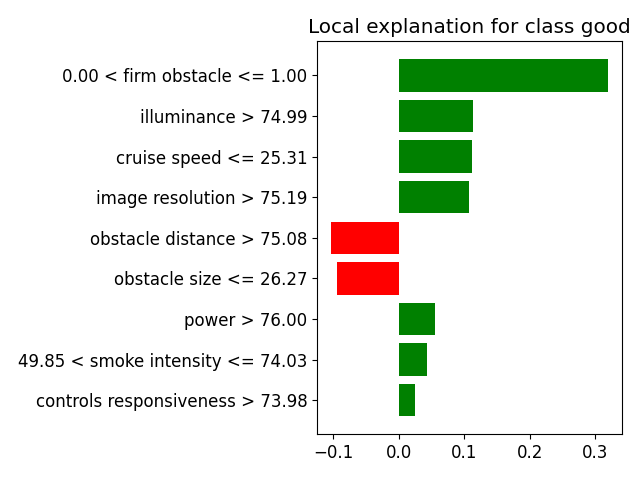 Local explanation for class good
0.00 < firm obstacle <= 1.00
illuminance > 74.99
cruise speed <= 25.31
image resolution > 75.19
obstacle distance > 75.08
obstacle size <= 26.27
power > 76.00
49.85 < smoke intensity <= 74.03
controls responsiveness > 73.98
−0.1 0.0 0.1 0.2 0.3